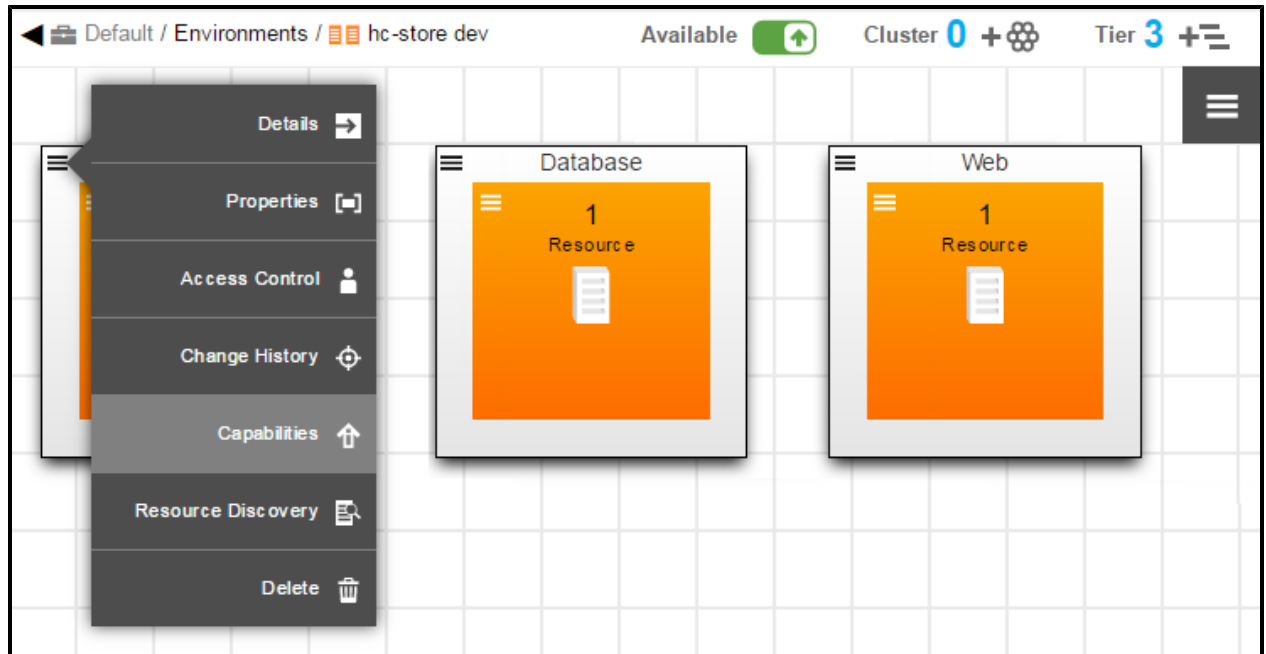 Default / Environments / hc-store dev Available Cluster 0 Tier 3
Details
Properties
Access Control
Change History
Capabilities
Resource Discovery
Delete
Database
1
Resource
Web
1
Resource